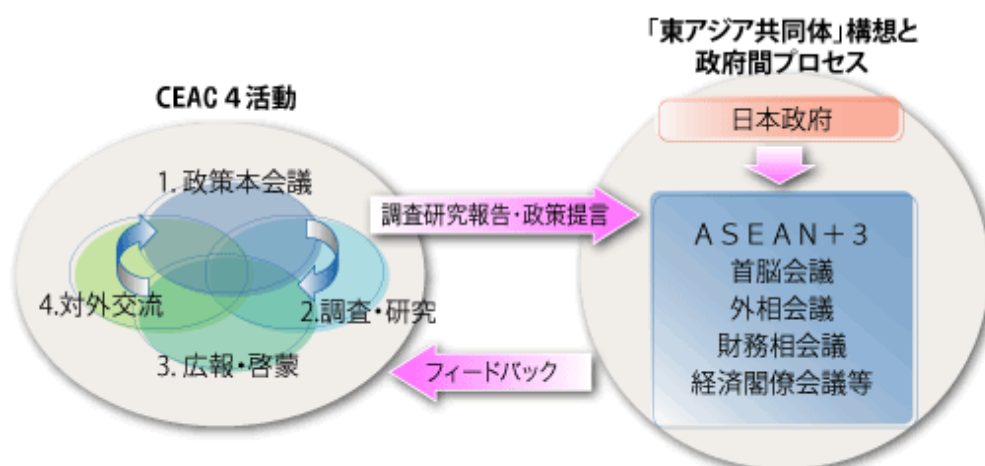 CEAC 4 活動
1. 政策本会議
2.調査・研究
3. 広報・啓蒙
4.対外交流
調査研究報告・政策提言
フィードバック
「東アジア共同体」構想と
政府間プロセス
日本政府
ASEAN+3
首脳会議
外相会議
財務相会議
経済閣僚会議等